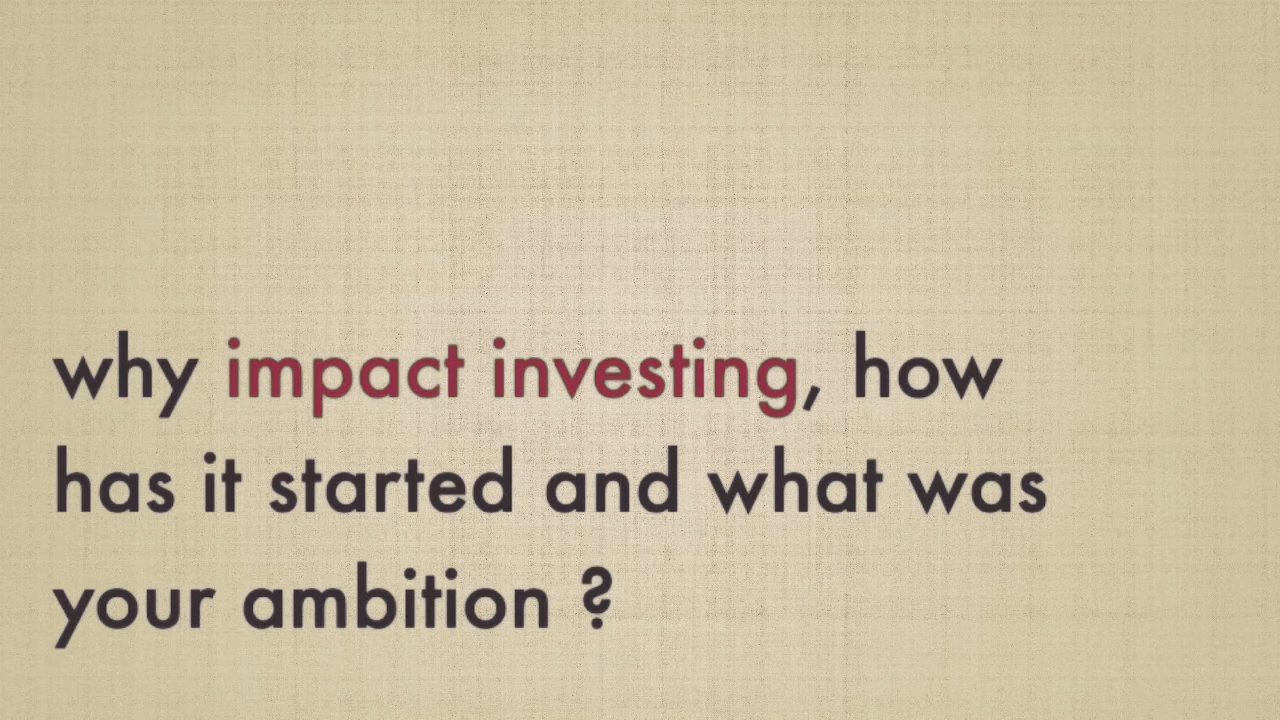 why impact investing, how
has it started and what was
your ambition ?